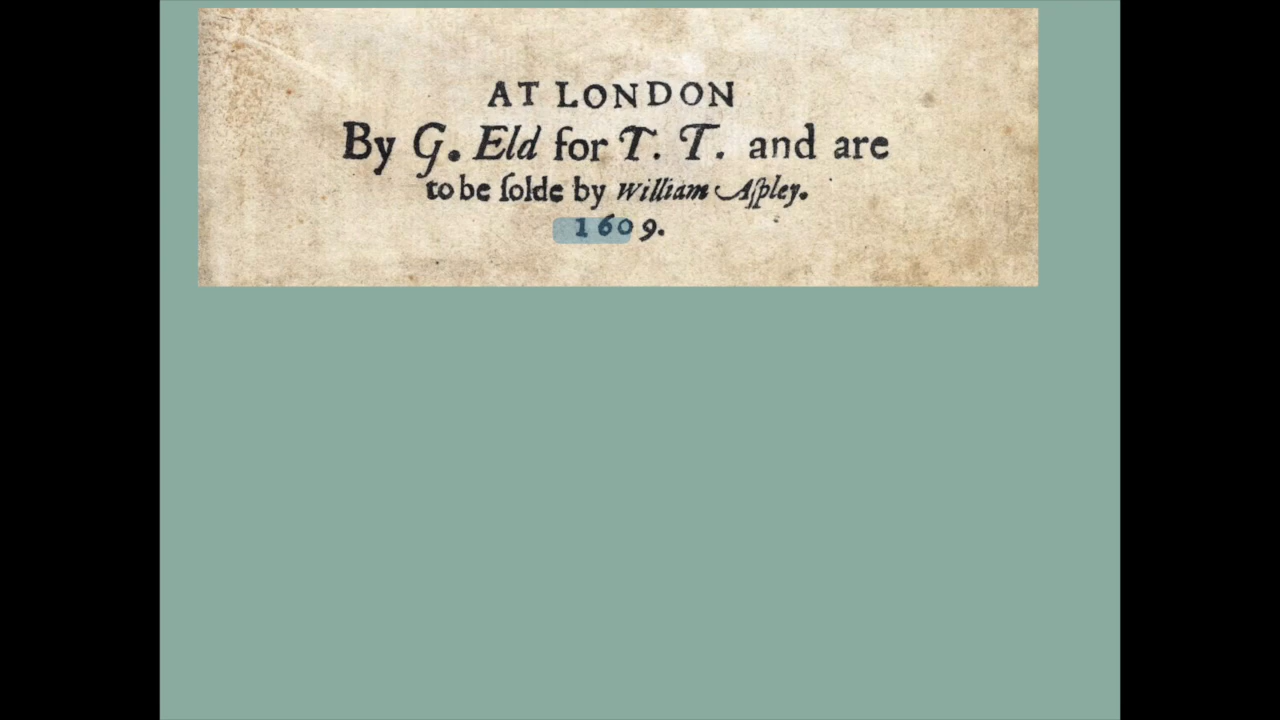 AT LONDON
By G. Eld for T. T. and are
to be ſolde by William Aſpley.
1609.